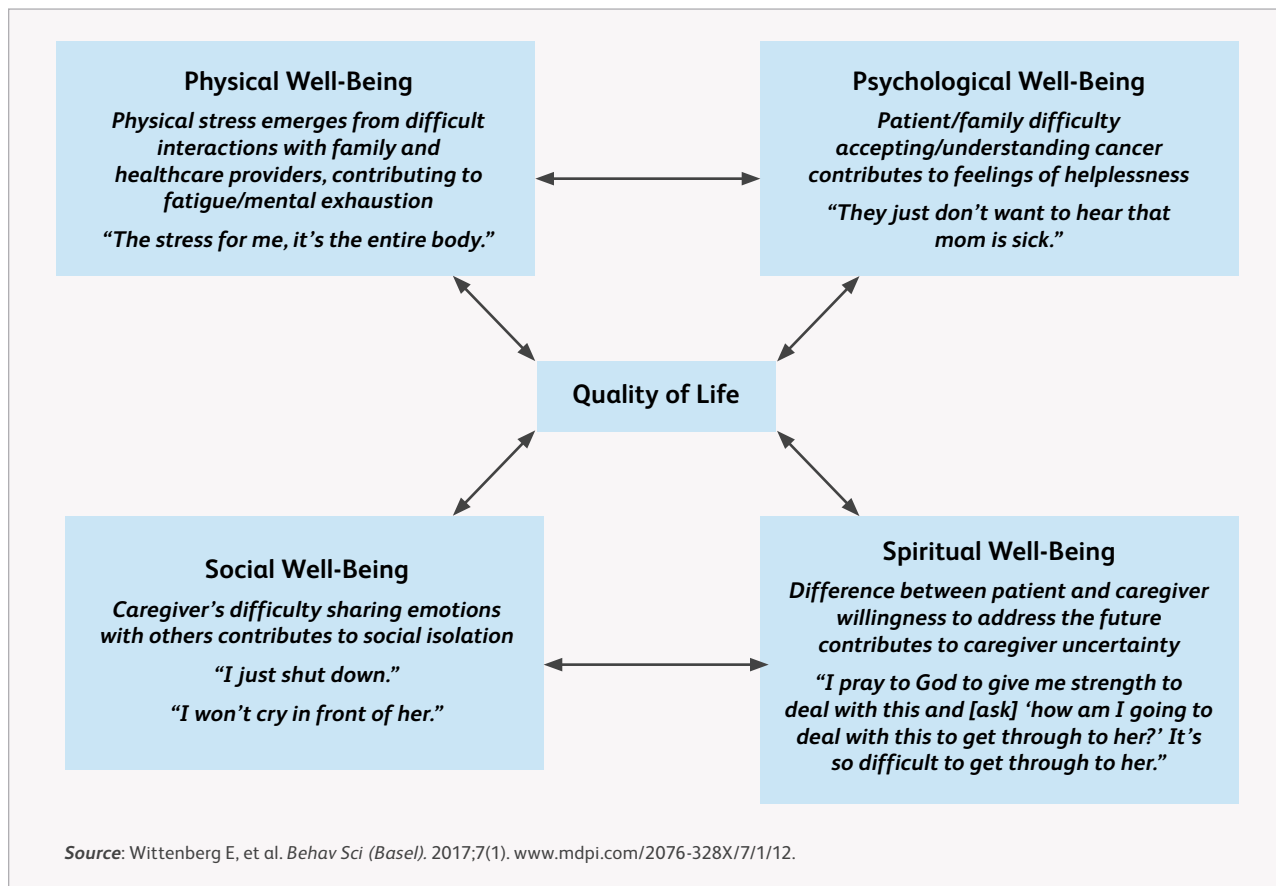 Physical Well-Being
Physical stress emerges from difficult
interactions with family and
healthcare providers, contributing to
fatigue/mental exhaustion
“The stress for me, it’s the entire body.”
Psychological Well-Being
Patient/family difficulty
accepting/understanding cancer
contributes to feelings of helplessness
“They just don’t want to hear that
mom is sick.”
Quality of Life
Social Well-Being
Caregiver’s difficulty sharing emotions
with others contributes to social isolation
“I just shut down.”
“I won’t cry in front of her.”
Spiritual Well-Being
Difference between patient and caregiver
willingness to address the future
contributes to caregiver uncertainty
“I pray to God to give me strength to
deal with this and [ask] ‘how am I going to
deal with this to get through to her?’ It’s
so difficult to get through to her.”
Source: Wittenberg E, et al. Behav Sci (Basel). 2017;7(1). www.mdpi.com/2076-328X/7/1/12.